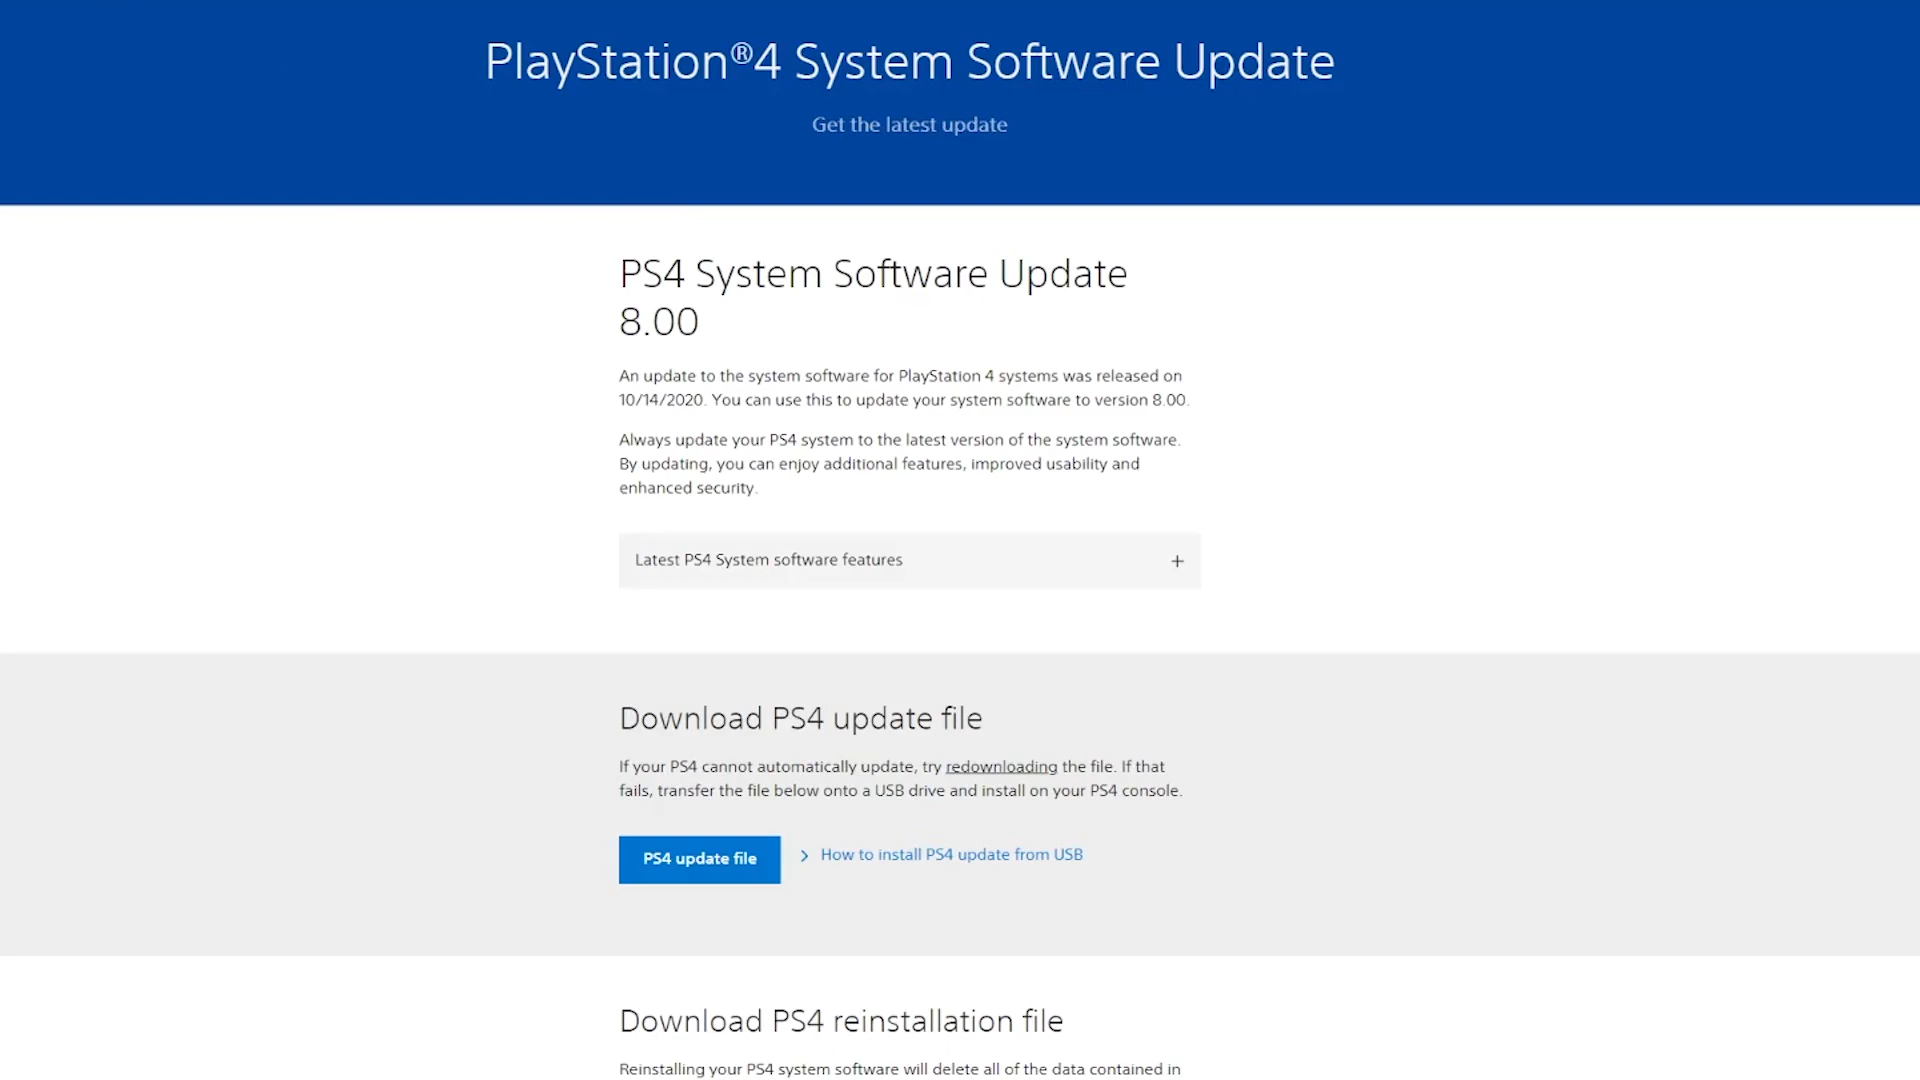 PlayStation®4 System Software Update
Get the latest update
PS4 System Software Update
8.00
An update to the system software for PlayStation 4 systems was released on
10/14/2020. You can use this to update your system software to version 8.00.
Always update your PS4 system to the latest version of the system software.
By updating, you can enjoy additional features, improved usability and
enhanced security.
Latest PS4 System software features +
Download PS4 update file
If your PS4 cannot automatically update, try redownloading the file. If that
fails, transfer the file below onto a USB drive and install on your PS4 console.
PS4 update file > How to install PS4 update from USB
Download PS4 reinstallation file
Reinstalling your PS4 system software will delete all of the data contained in